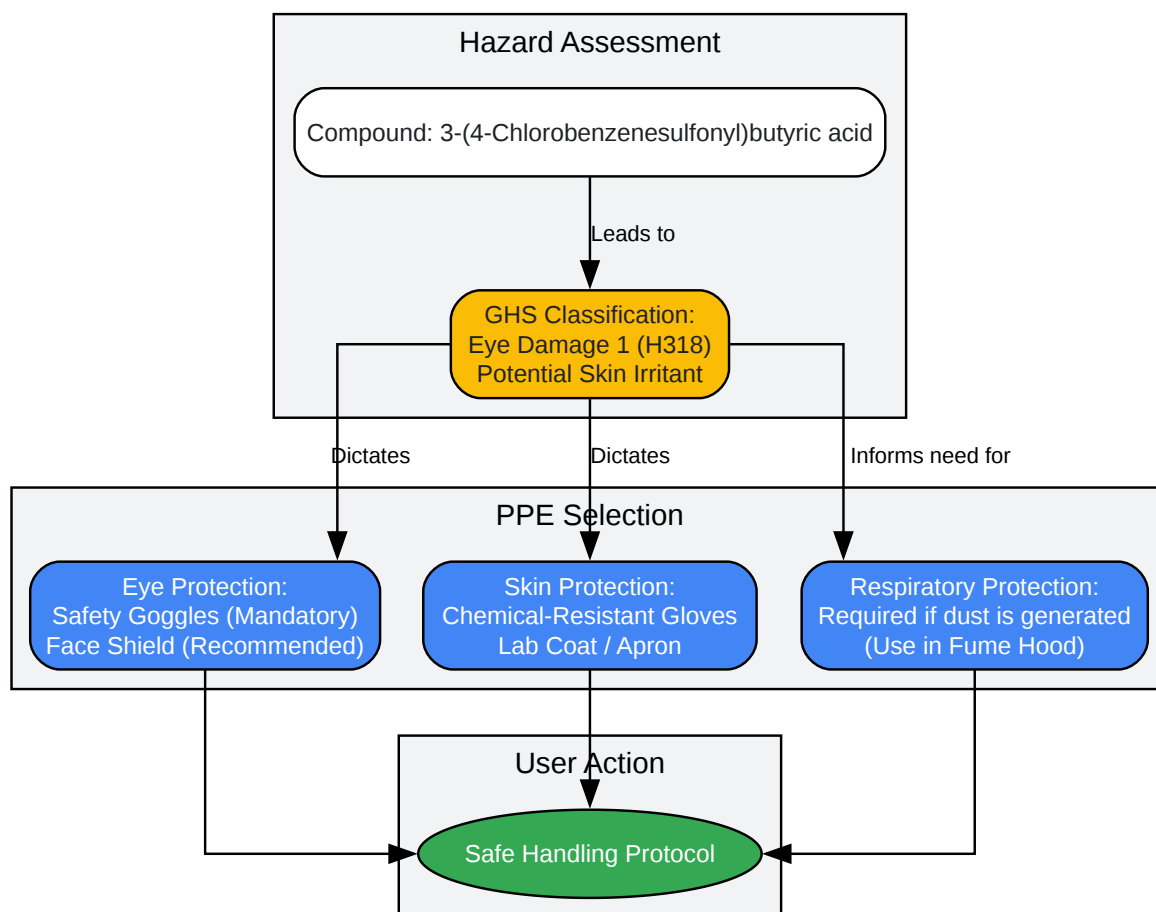 Hazard Assessment
Compound: 3-(4-Chlorobenzenesulfonyl)butyric acid
Leads to
GHS Classification:
Eye Damage 1 (H318)
Potential Skin Irritant
Dictates
Dictates
Informs need for
PPE Selection
Eye Protection:
Safety Goggles (Mandatory)
Face Shield (Recommended)
Skin Protection:
Chemical-Resistant Gloves
Lab Coat / Apron
Respiratory Protection:
Required if dust is generated
(Use in Fume Hood)
User Action
Safe Handling Protocol